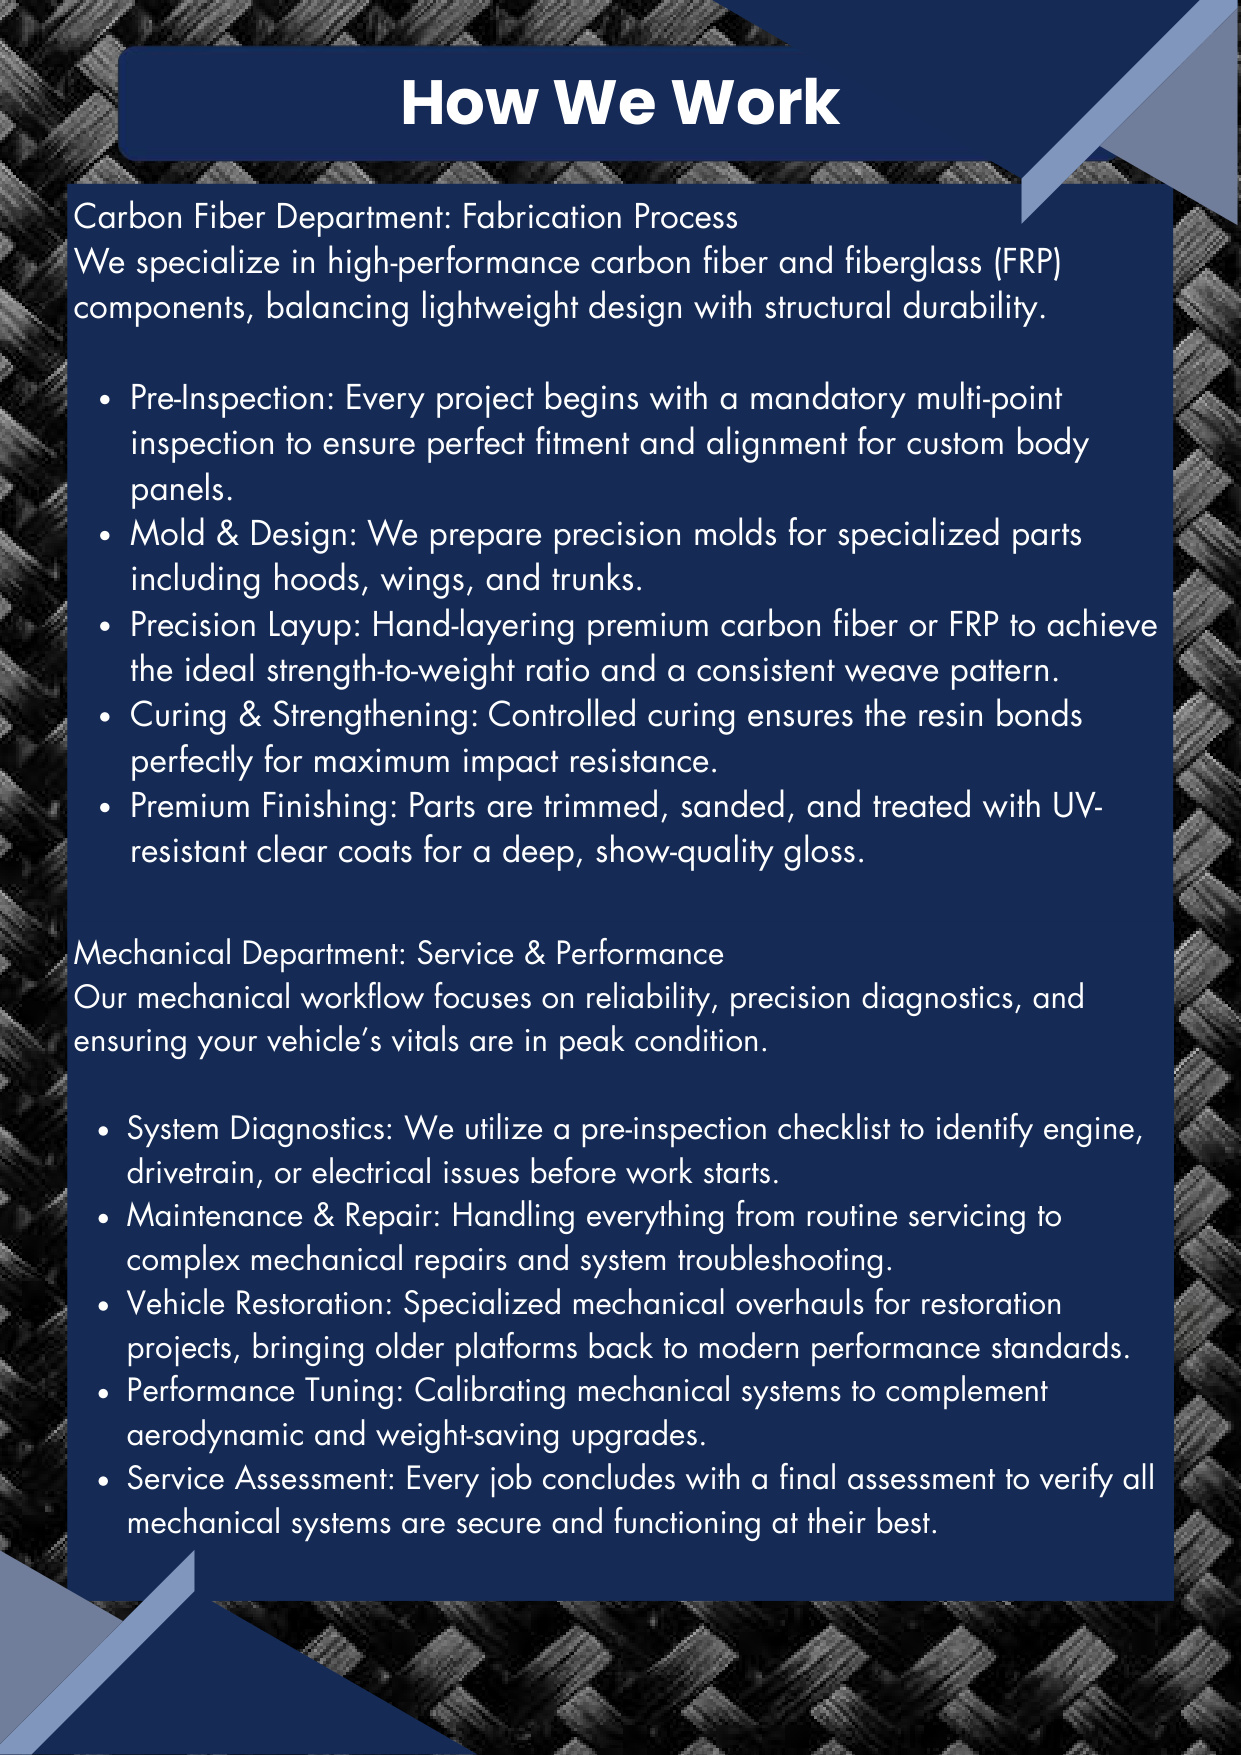 How We Work
Carbon Fiber Department: Fabrication Process
We specialize in high-performance carbon fiber and fiberglass (FRP)
components, balancing lightweight design with structural durability.
• Pre-Inspection: Every project begins with a mandatory multi-point
inspection to ensure perfect fitment and alignment for custom body
panels.
• Mold & Design: We prepare precision molds for specialized parts
including hoods, wings, and trunks.
• Precision Layup: Hand-layering premium carbon fiber or FRP to achieve
the ideal strength-to-weight ratio and a consistent weave pattern.
• Curing & Strengthening: Controlled curing ensures the resin bonds
perfectly for maximum impact resistance.
• Premium Finishing: Parts are trimmed, sanded, and treated with UV-
resistant clear coats for a deep, show-quality gloss.
Mechanical Department: Service & Performance
Our mechanical workflow focuses on reliability, precision diagnostics, and
ensuring your vehicle’s vitals are in peak condition.
• System Diagnostics: We utilize a pre-inspection checklist to identify engine,
drivetrain, or electrical issues before work starts.
• Maintenance & Repair: Handling everything from routine servicing to
complex mechanical repairs and system troubleshooting.
• Vehicle Restoration: Specialized mechanical overhauls for restoration
projects, bringing older platforms back to modern performance standards.
• Performance Tuning: Calibrating mechanical systems to complement
aerodynamic and weight-saving upgrades.
• Service Assessment: Every job concludes with a final assessment to verify all
mechanical systems are secure and functioning at their best.